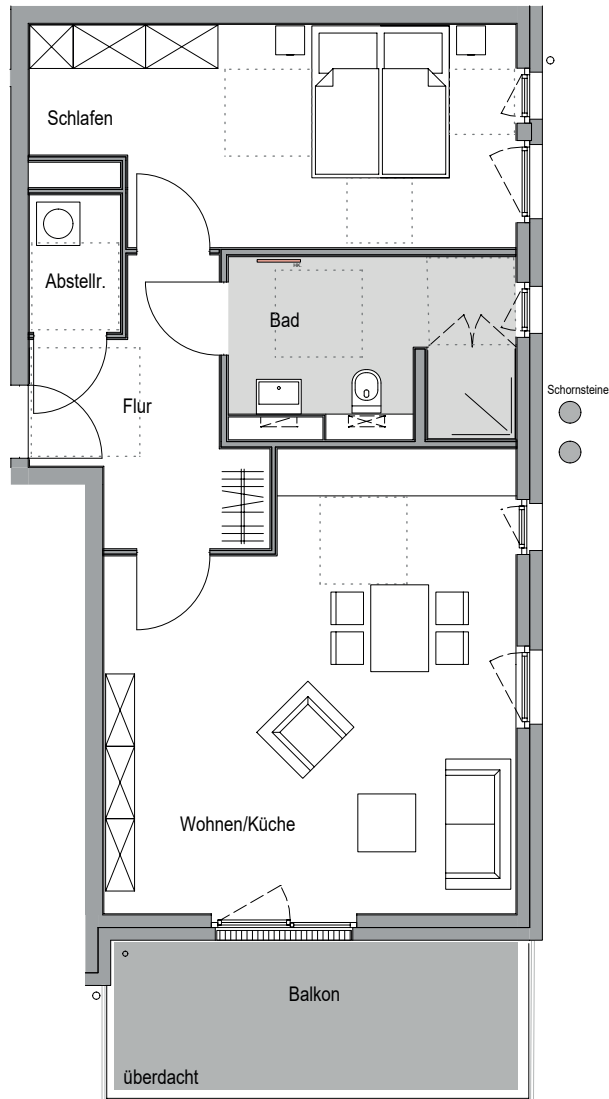 Schlafen
Abstellr.
Bad
Schornsteine
Flur
Wohnen/Küche
Balkon
überdacht